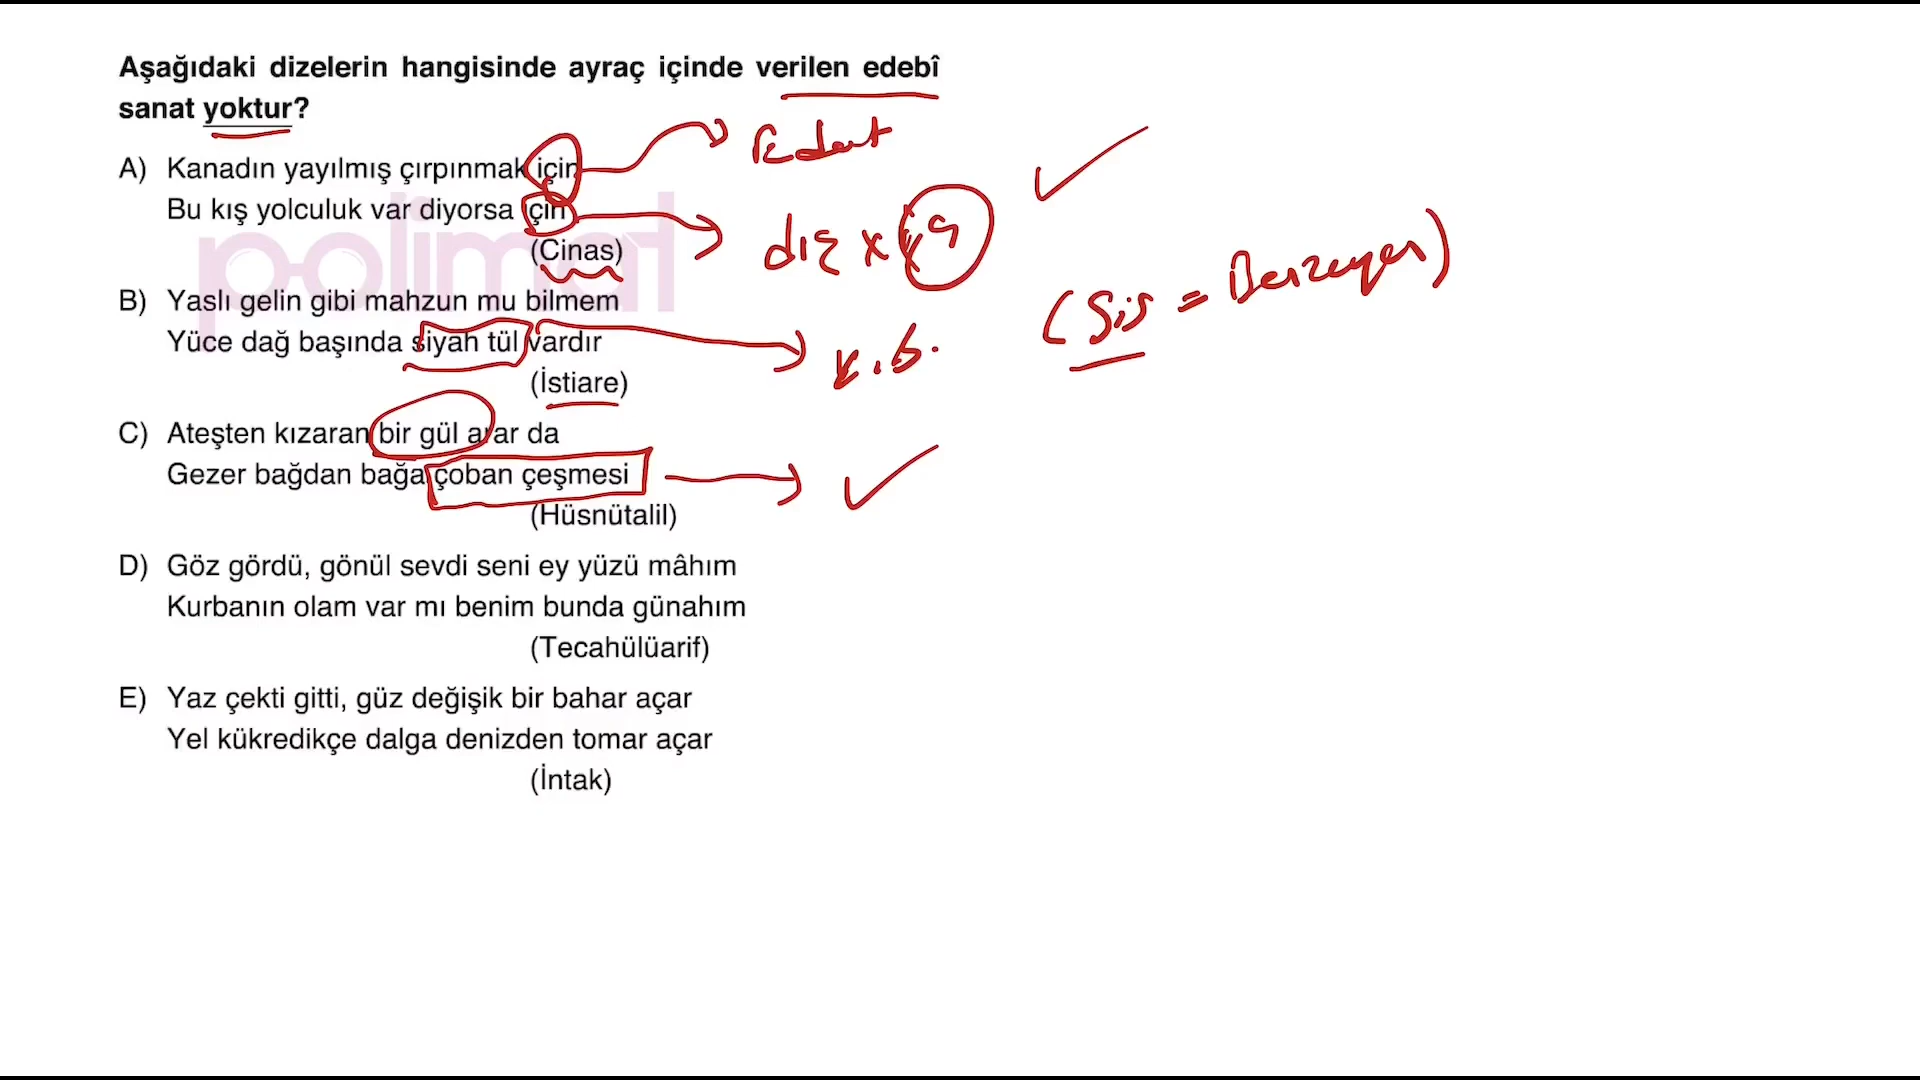 Aşağıdaki dizelerin hangisinde ayraç içinde verilen edebî
sanat yoktur?
A) Kanadın yayılmış çırpınmak için
Edat
Bu kış yolculuk var diyorsa için
dış x iç
(Cinas)
(Sis = Benzeyen)
B) Yaslı gelin gibi mahzun mu bilmem
Yüce dağ başında siyah tül vardır
K.b.
(İstiare)
C) Ateşten kızaran bir gül arar da
Gezer bağdan bağa çoban çeşmesi
(Hüsnütalil)
D) Göz gördü, gönül sevdi seni ey yüzü mâhım
Kurbanın olam var mı benim bunda günahım
(Tecahülüarif)
E) Yaz çekti gitti, güz değişik bir bahar açar
Yel kükredikçe dalga denizden tomar açar
(İntak)
polimat